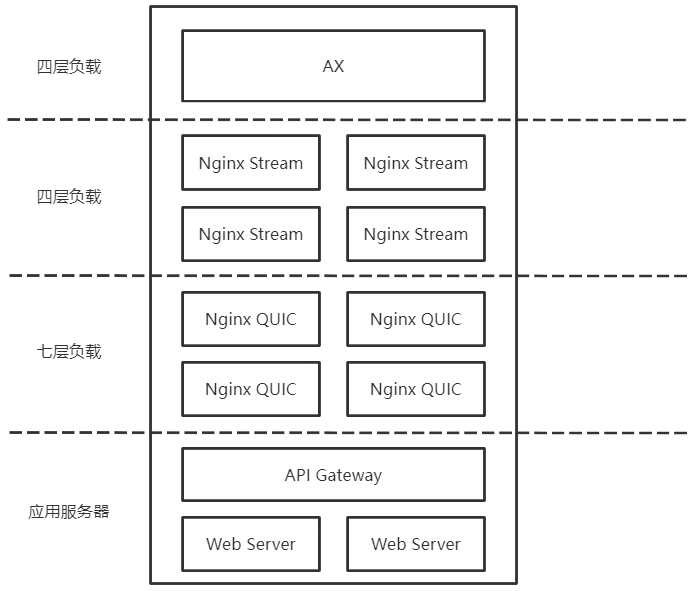 四层负载
AX
四层负载
Nginx Stream
Nginx Stream
Nginx Stream
Nginx Stream
七层负载
Nginx QUIC
Nginx QUIC
Nginx QUIC
Nginx QUIC
应用服务器
API Gateway
Web Server
Web Server